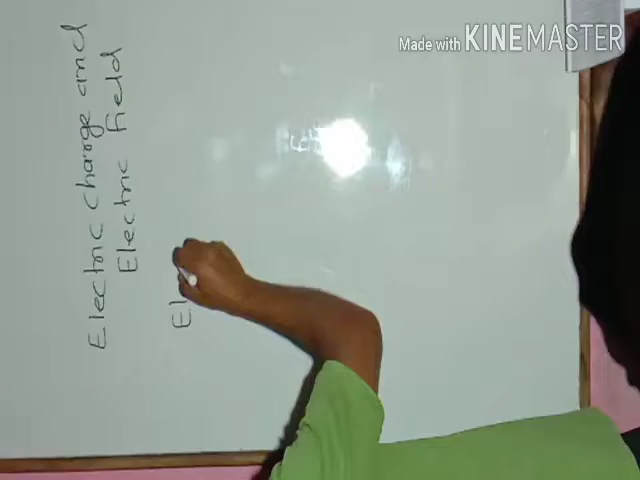 Made with KINEMASTER
Electric charge and
Electric field
El